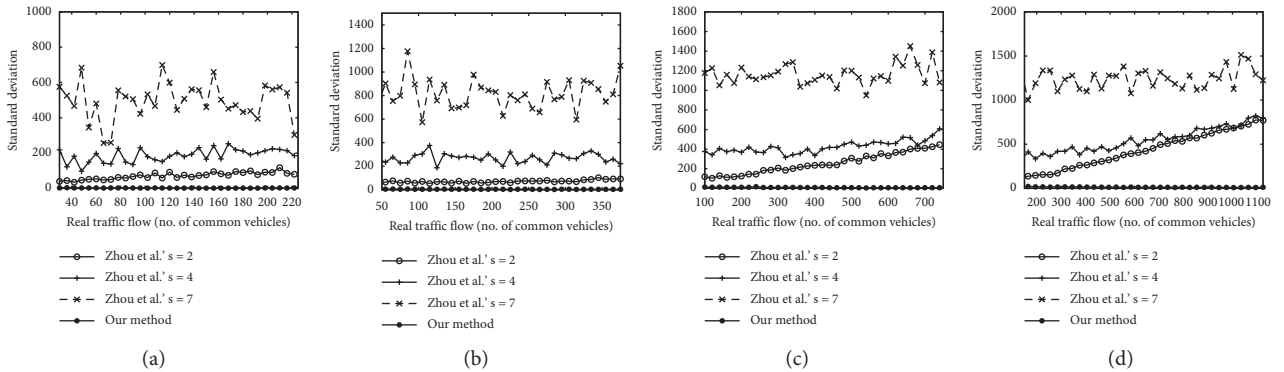 1000
800
600
400
200
0
Standard deviation
40 60 80 100 120 140 160 180 200 220
Real traffic flow (no. of common vehicles)
Zhou et al.’ s = 2
Zhou et al.’ s = 4
Zhou et al.’ s = 7
Our method
(a)
1400
1200
1000
800
600
400
200
0
Standard deviation
50 100 150 200 250 300 350
Real traffic flow (no. of common vehicles)
Zhou et al.’ s = 2
Zhou et al.’ s = 4
Zhou et al.’ s = 7
Our method
(b)
1800
1600
1400
1200
1000
800
600
400
200
0
Standard deviation
100 200 300 400 500 600 700
Real traffic flow (no. of common vehicles)
Zhou et al.’ s = 2
Zhou et al.’ s = 4
Zhou et al.’ s = 7
Our method
(c)
2000
1500
1000
500
0
Standard deviation
200 300 400 500 600 700 800 900 1000 1100
Real traffic flow (no. of common vehicles)
Zhou et al.’ s = 2
Zhou et al.’ s = 4
Zhou et al.’ s = 7
Our method
(d)